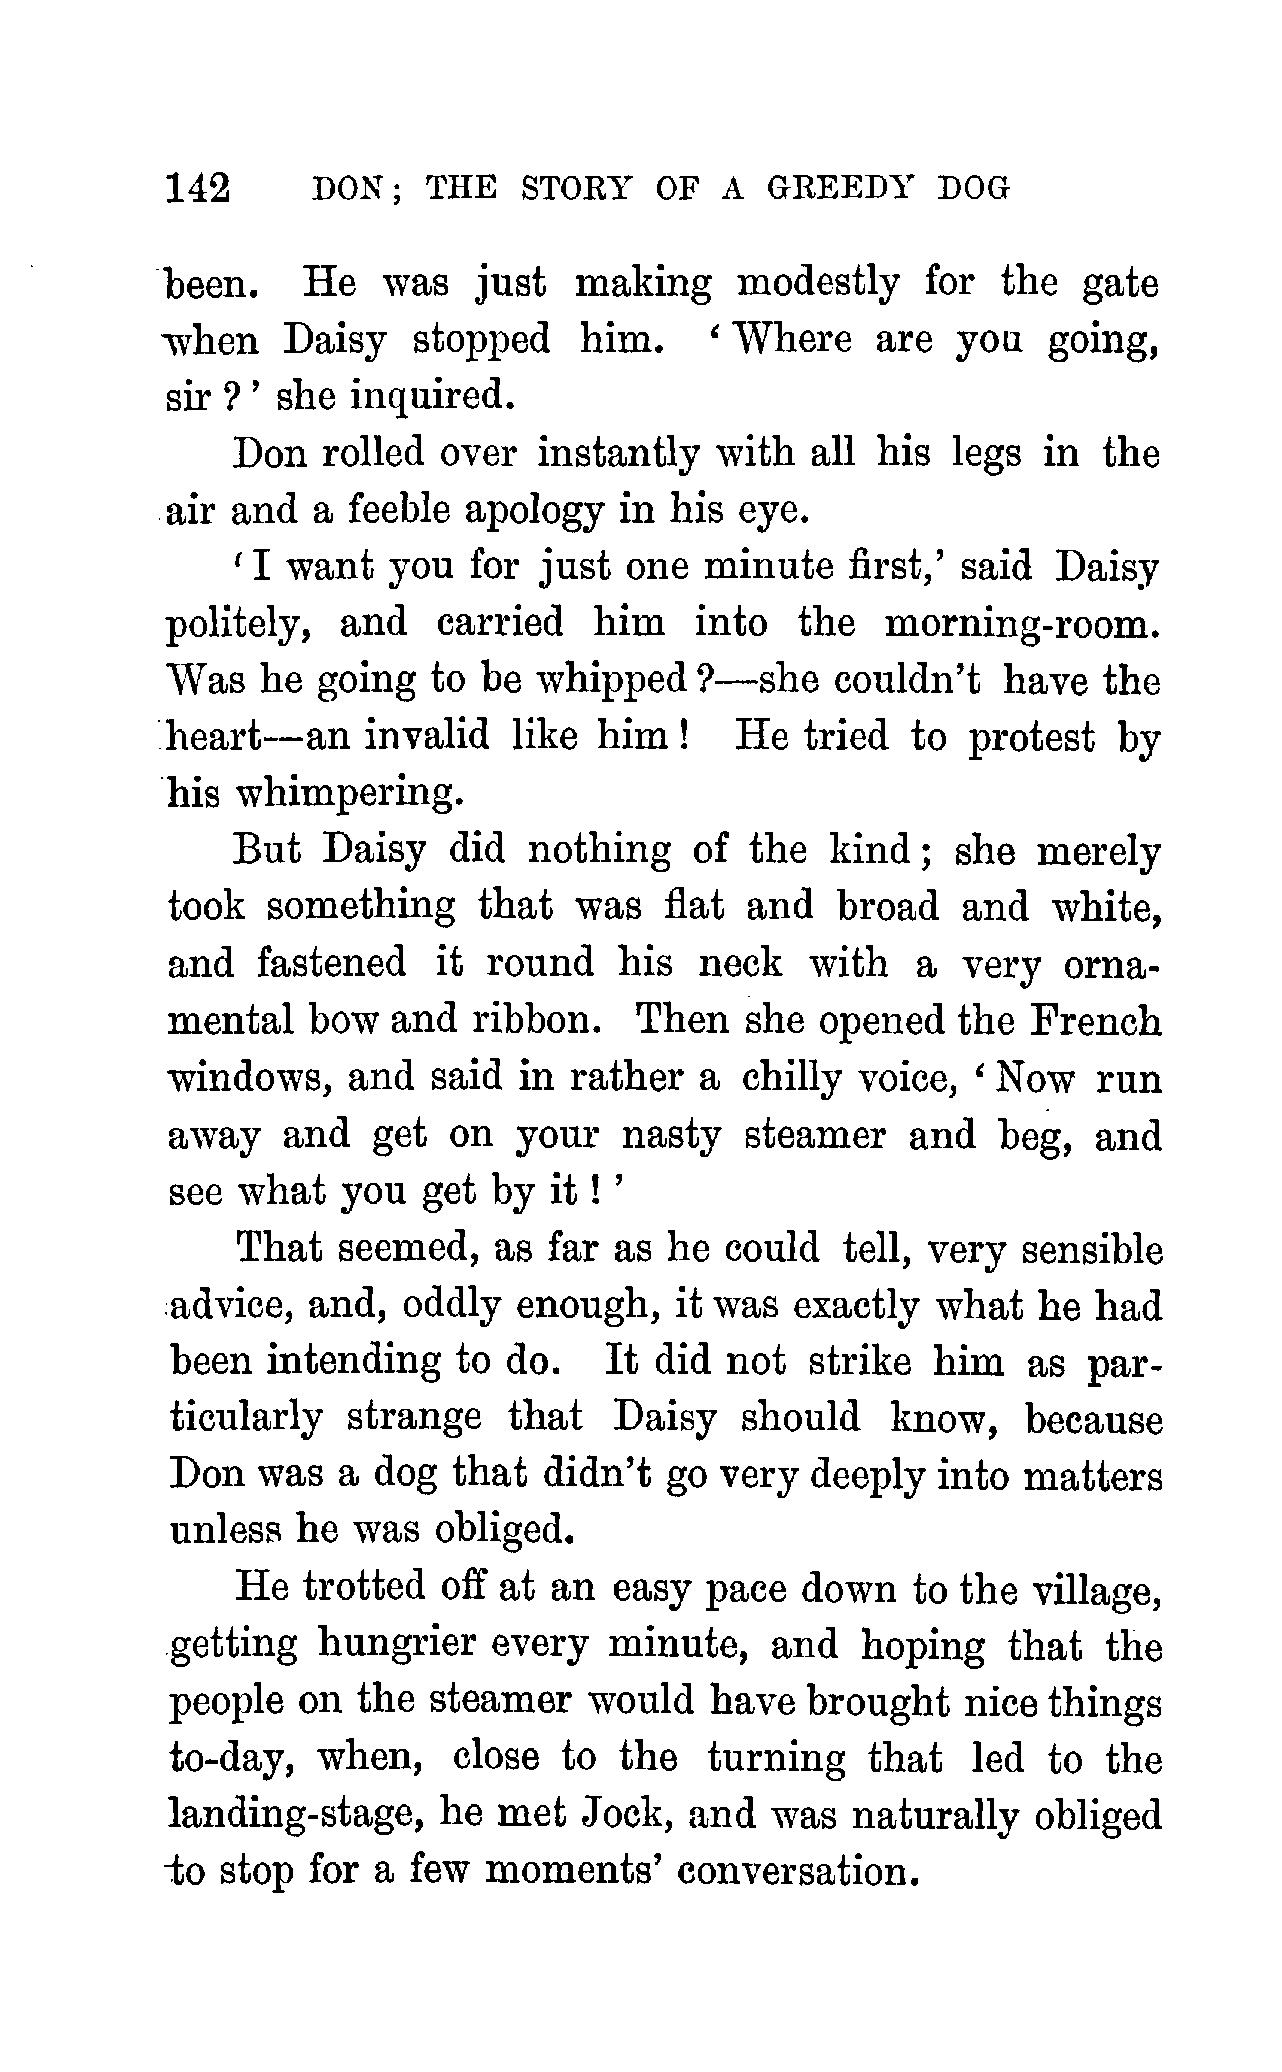 142 DON; THE STORY OF A GREEDY DOG
been. He was just making modestly for the gate
when Daisy stopped him. ‘Where are you going,
sir?’ she inquired.
Don rolled over instantly with all his legs in the
air and a feeble apology in his eye.
‘I want you for just one minute first,’ said Daisy
politely, and carried him into the morning-room.
Was he going to be whipped?—she couldn’t have the
heart—an invalid like him! He tried to protest by
his whimpering.
But Daisy did nothing of the kind; she merely
took something that was flat and broad and white,
and fastened it round his neck with a very orna-
mental bow and ribbon. Then she opened the French
windows, and said in rather a chilly voice, ‘Now run
away and get on your nasty steamer and beg, and
see what you get by it!’
That seemed, as far as he could tell, very sensible
advice, and, oddly enough, it was exactly what he had
been intending to do. It did not strike him as par-
ticularly strange that Daisy should know, because
Don was a dog that didn’t go very deeply into matters
unless he was obliged.
He trotted off at an easy pace down to the village,
getting hungrier every minute, and hoping that the
people on the steamer would have brought nice things
to-day, when, close to the turning that led to the
landing-stage, he met Jock, and was naturally obliged
to stop for a few moments’ conversation.